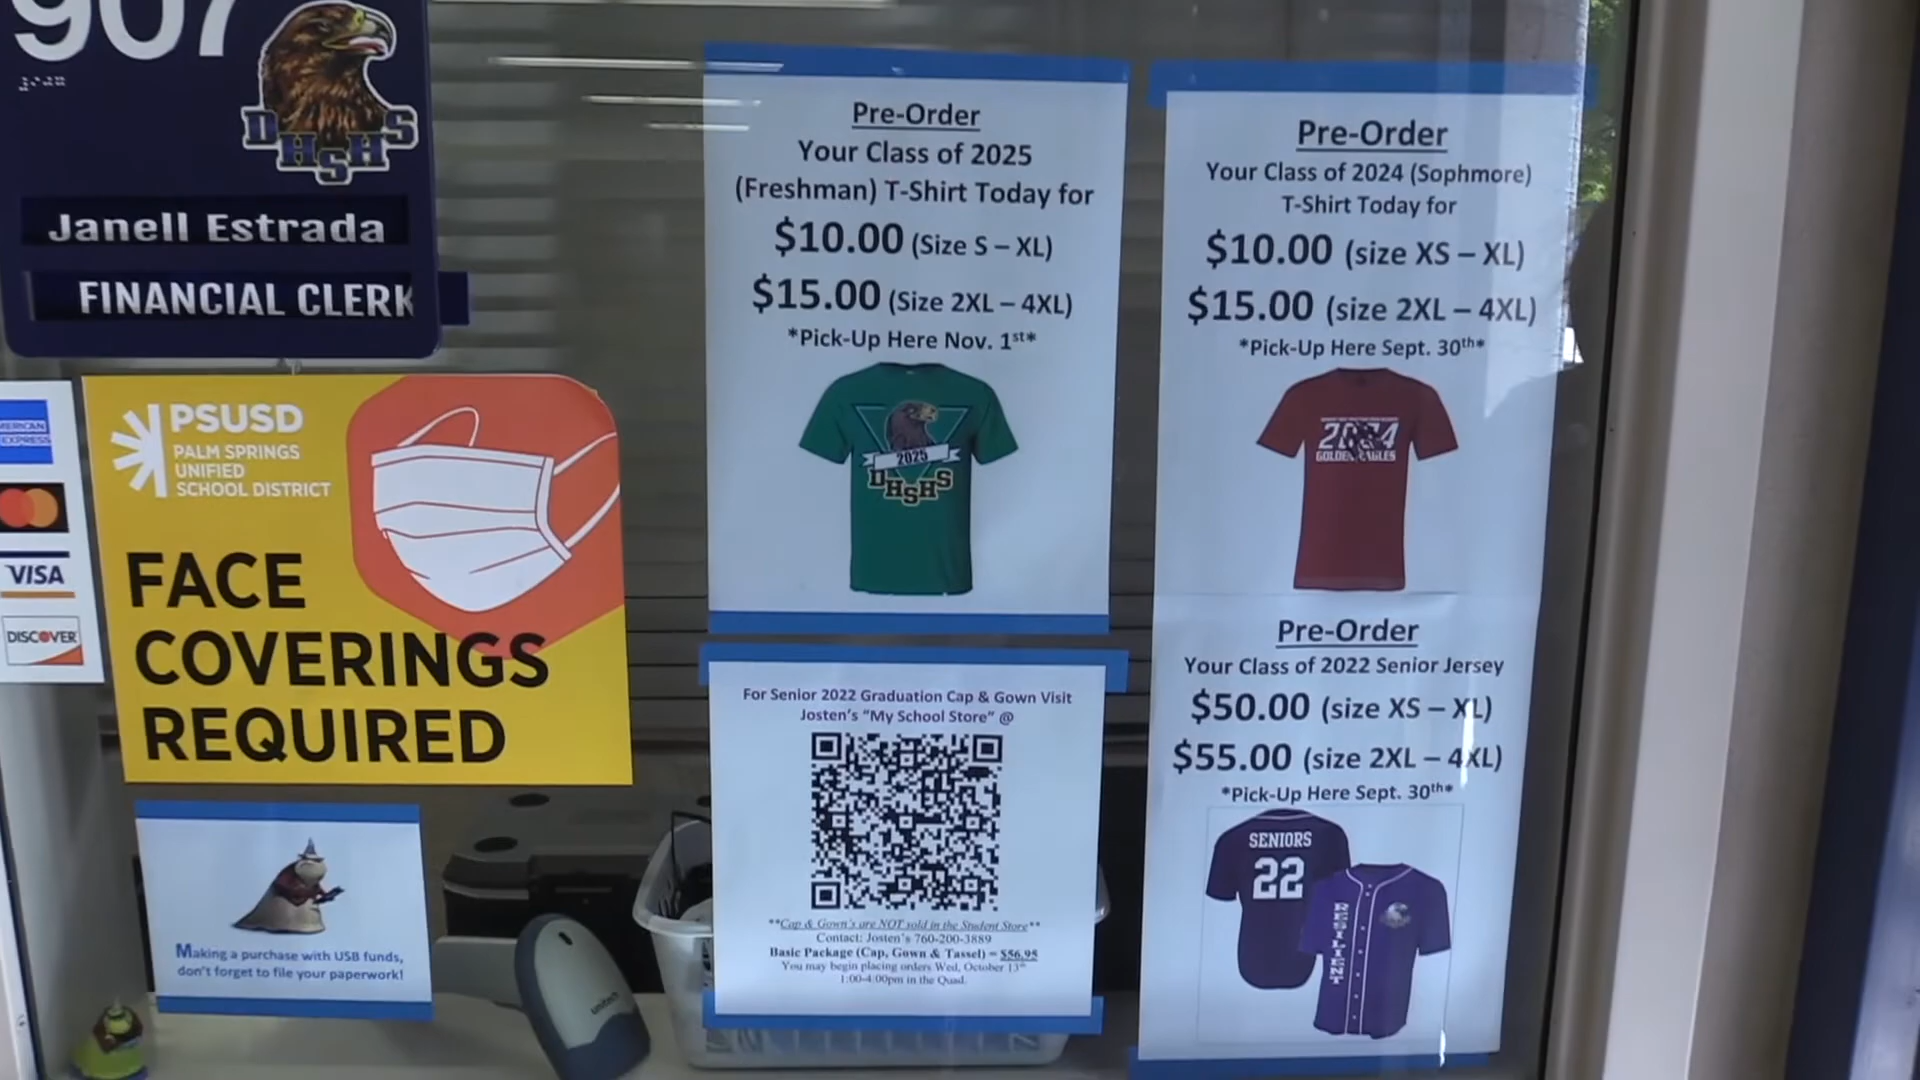 907
DHSHS
Janell Estrada
FINANCIAL CLERK
AMERICAN
EXPRESS
VISA
DISCOVER
PSUSD
PALM SPRINGS
UNIFIED
SCHOOL DISTRICT
FACE
COVERINGS
REQUIRED
Making a purchase with USB funds,
don't forget to file your paperwork!
unitech
Pre-Order
Your Class of 2025
(Freshman) T-Shirt Today for
$10.00 (Size S – XL)
$15.00 (Size 2XL – 4XL)
*Pick-Up Here Nov. 1st*
2025
DHSHS
For Senior 2022 Graduation Cap & Gown Visit
Josten's "My School Store" @
**Cap & Gown's are NOT sold in the Student Store**
Contact: Josten's 760-200-3889
Basic Package (Cap, Gown & Tassel) = $56.95
You may begin placing orders Wed, October 13th
1:00-4:00pm in the Quad.
Pre-Order
Your Class of 2024 (Sophmore)
T-Shirt Today for
$10.00 (size XS – XL)
$15.00 (size 2XL – 4XL)
*Pick-Up Here Sept. 30th*
2024
GOLDEN EAGLES
Pre-Order
Your Class of 2022 Senior Jersey
$50.00 (size XS – XL)
$55.00 (size 2XL – 4XL)
*Pick-Up Here Sept. 30th*
SENIORS
22
RESILIENT